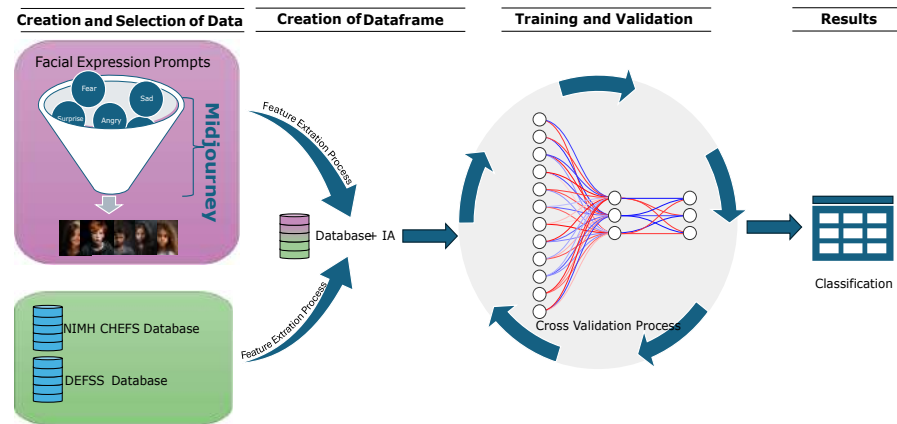 Creation and Selection of Data
Creation of Dataframe
Training and Validation
Results
Facial Expression Prompts
Fear
Sad
Surprise
Angry
Midjourney
Feature Extration Process
Database+ IA
Feature Extration Process
Cross Validation Process
Classification
NIMH CHEFS Database
DEFSS Database